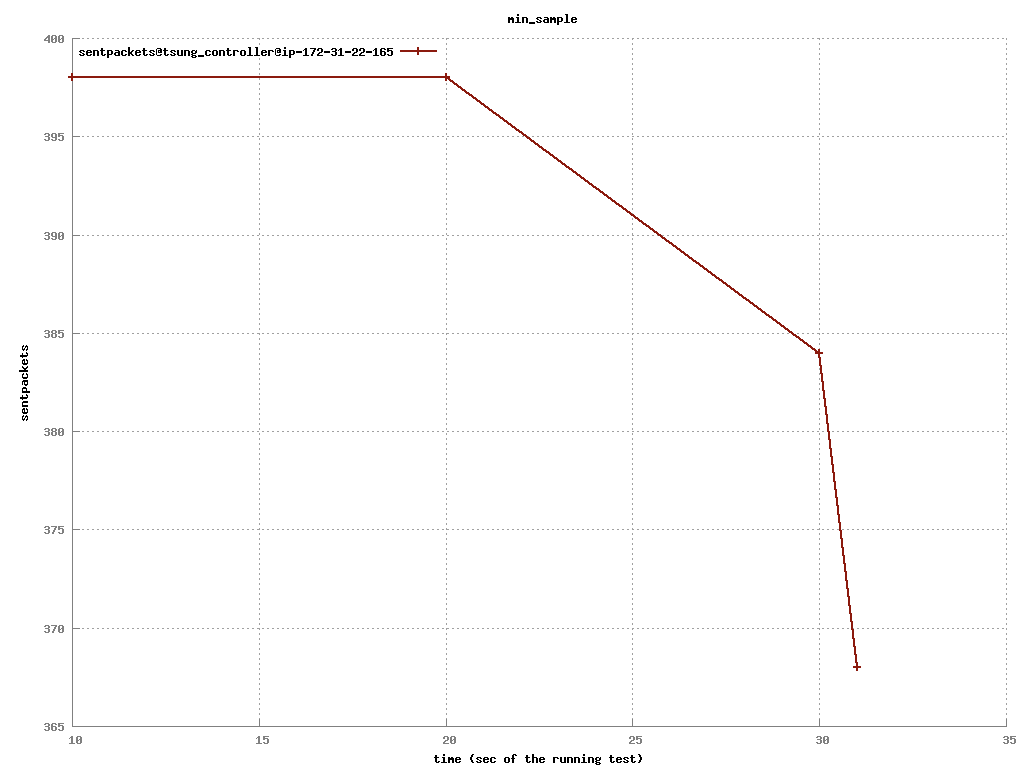 min_sample
400
sentpackets@tsung_controller@ip-172-31-22-165
395
390
385
sentpackets
380
375
370
365
10 15 20 25 30 35
time (sec of the running test)